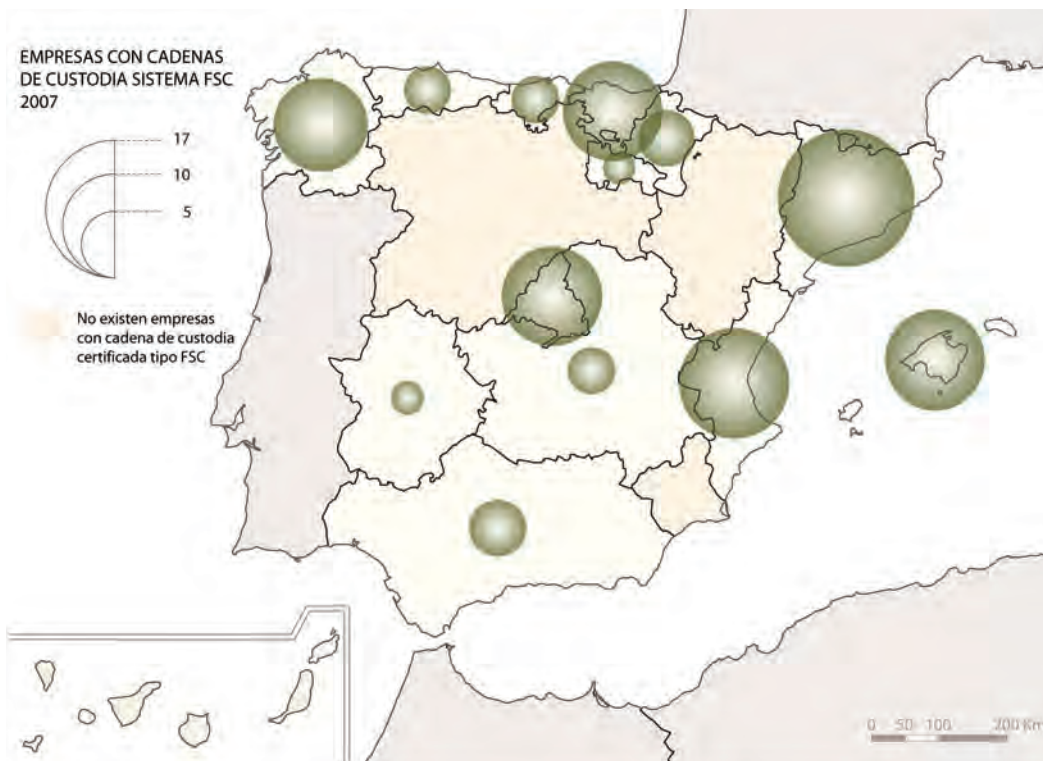 EMPRESAS CON CADENAS
DE CUSTODIA SISTEMA FSC
2007
17
10
5
No existen empresas
con cadena de custodia
certificada tipo FSC
0 50 100 200 Km